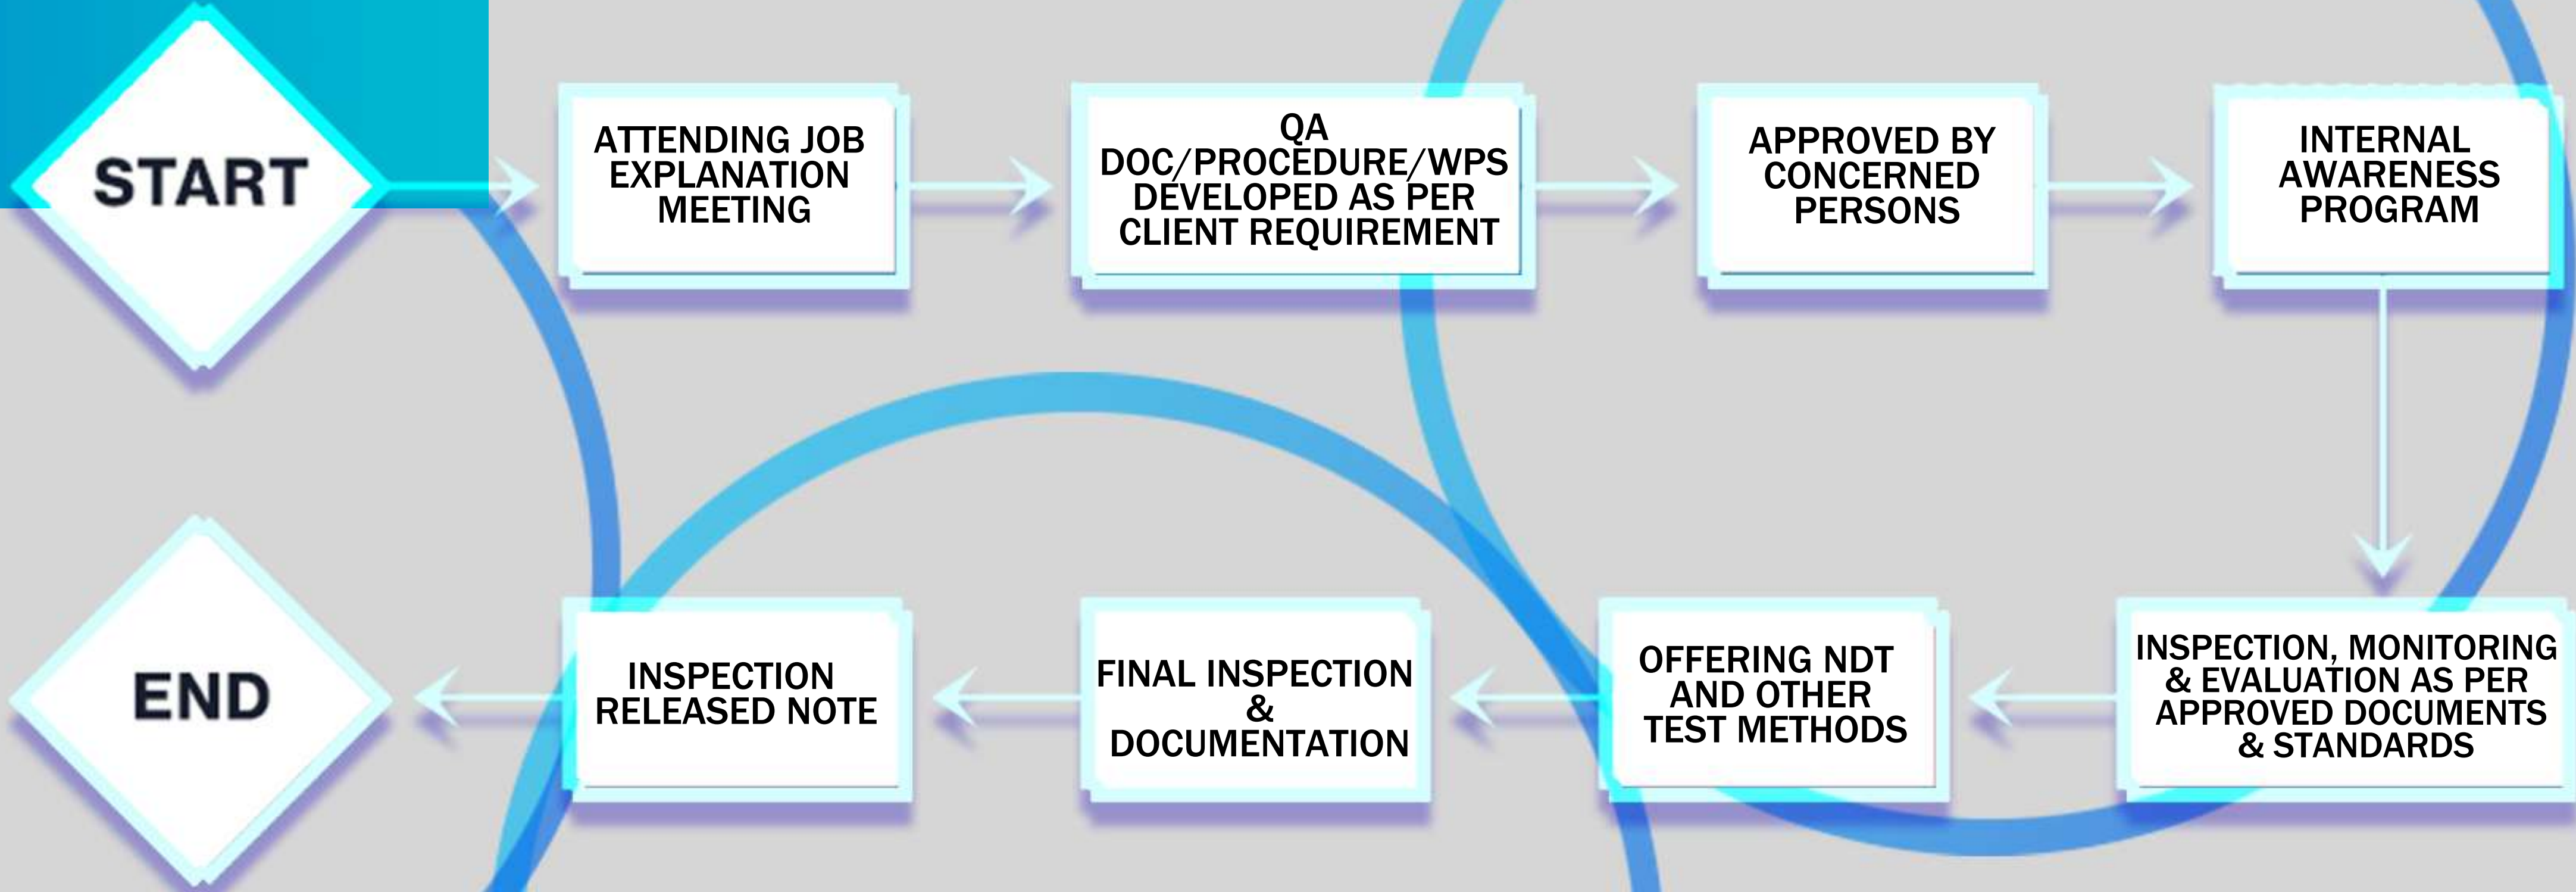 START
ATTENDING JOB
EXPLANATION
MEETING
QA
DOC/PROCEDURE/WPS
DEVELOPED AS PER
CLIENT REQUIREMENT
APPROVED BY
CONCERNED
PERSONS
INTERNAL
AWARENESS
PROGRAM
INSPECTION, MONITORING
& EVALUATION AS PER
APPROVED DOCUMENTS
& STANDARDS
OFFERING NDT
AND OTHER
TEST METHODS
FINAL INSPECTION
&
DOCUMENTATION
INSPECTION
RELEASED NOTE
END